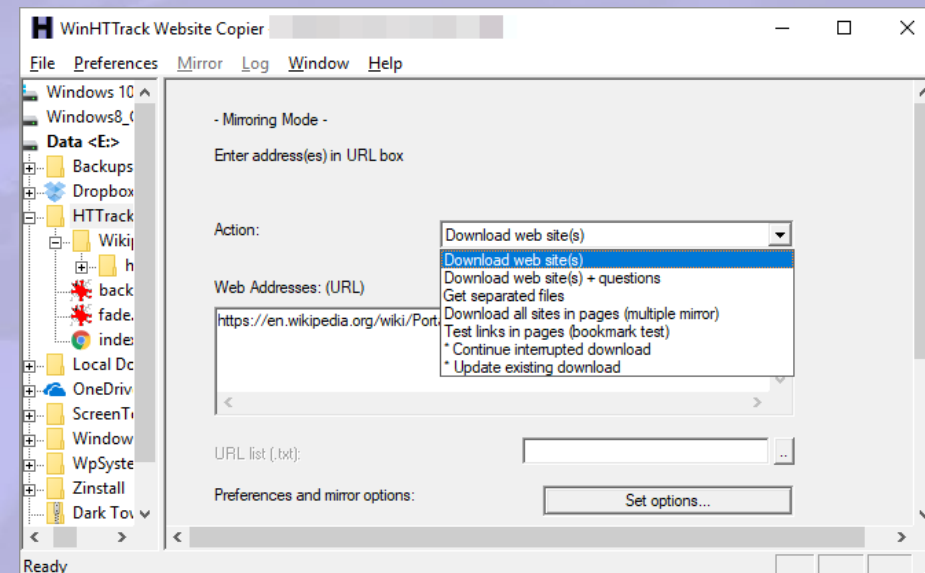 WinHTTrack Website Copier
File Preferences Mirror Log Window Help
Windows 10
Windows8_
Data <E:>
Backups
Dropbox
HTTrack
Wiki
h
back
fade.
index
Local Do
OneDriv
ScreenT
Window
WpSyste
Zinstall
Dark Tow
- Mirroring Mode -
Enter address(es) in URL box
Action:
Download web site(s)
Download web site(s)
Download web site(s) + questions
Get separated files
Download all sites in pages (multiple mirror)
Test links in pages (bookmark test)
* Continue interrupted download
* Update existing download
Web Addresses: (URL)
https://en.wikipedia.org/wiki/Port
URL list (.txt):
..
Preferences and mirror options:
Set options...
Ready